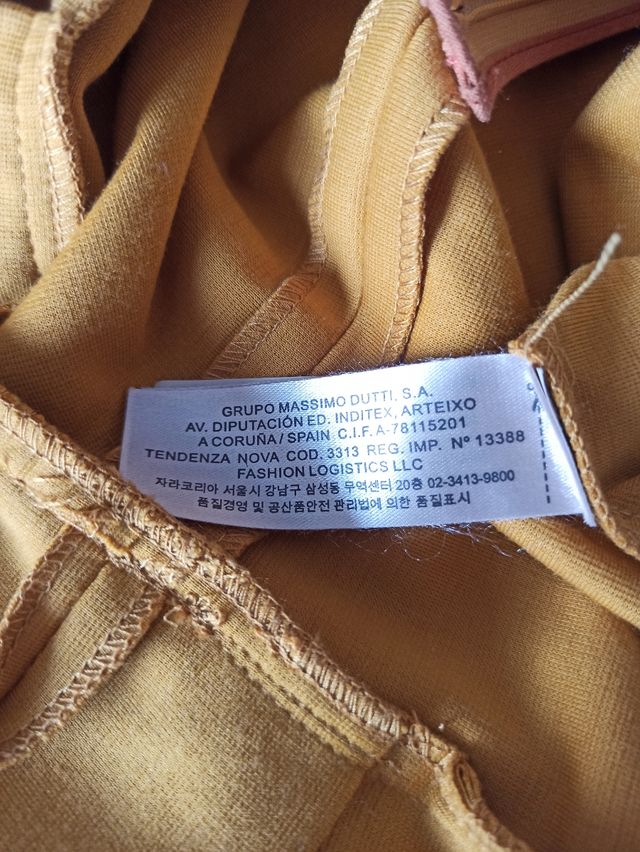 GRUPO MASSIMO DUTTI, S.A.
AV. DIPUTACIÓN ED. INDITEX, ARTEIXO
A CORUÑA / SPAIN C.I.F. A-78115201
TENDENZA NOVA COD. 3313 REG. IMP. Nº 13388
FASHION LOGISTICS LLC
자라코리아 서울시 강남구 삼성동 무역센터 20층 02-3413-9800
품질경영 및 공산품안전 관리법에 의한 품질표시